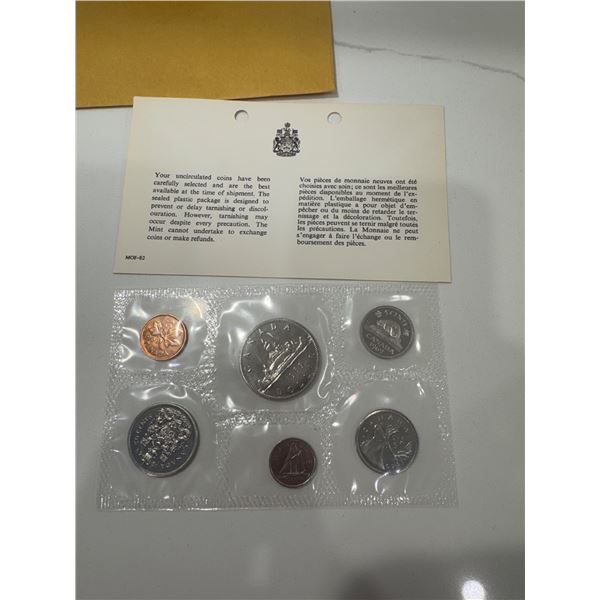 Your uncirculated coins have been
carefully selected and are the best
available at the time of shipment. The
sealed plastic package is designed to
prevent or delay tarnishing or discol-
ouration. However, tarnishing may
occur despite every precaution. The
Mint cannot undertake to exchange
coins or make refunds.
Vos pièces de monnaie neuves ont été
choisies avec soin; ce sont les meilleures
pièces disponibles au moment de l'ex-
pédition. L'emballage hermétique en
matière plastique a pour objet d'em-
pêcher ou du moins de retarder le ter-
nissage et la décoloration. Toutefois,
les pièces peuvent se ternir malgré toutes
les précautions. La Monnaie ne peut
s'engager à faire l'échange ou le rem-
boursement des pièces.
MOF-82
CANADA
5 CENTS
CANADA